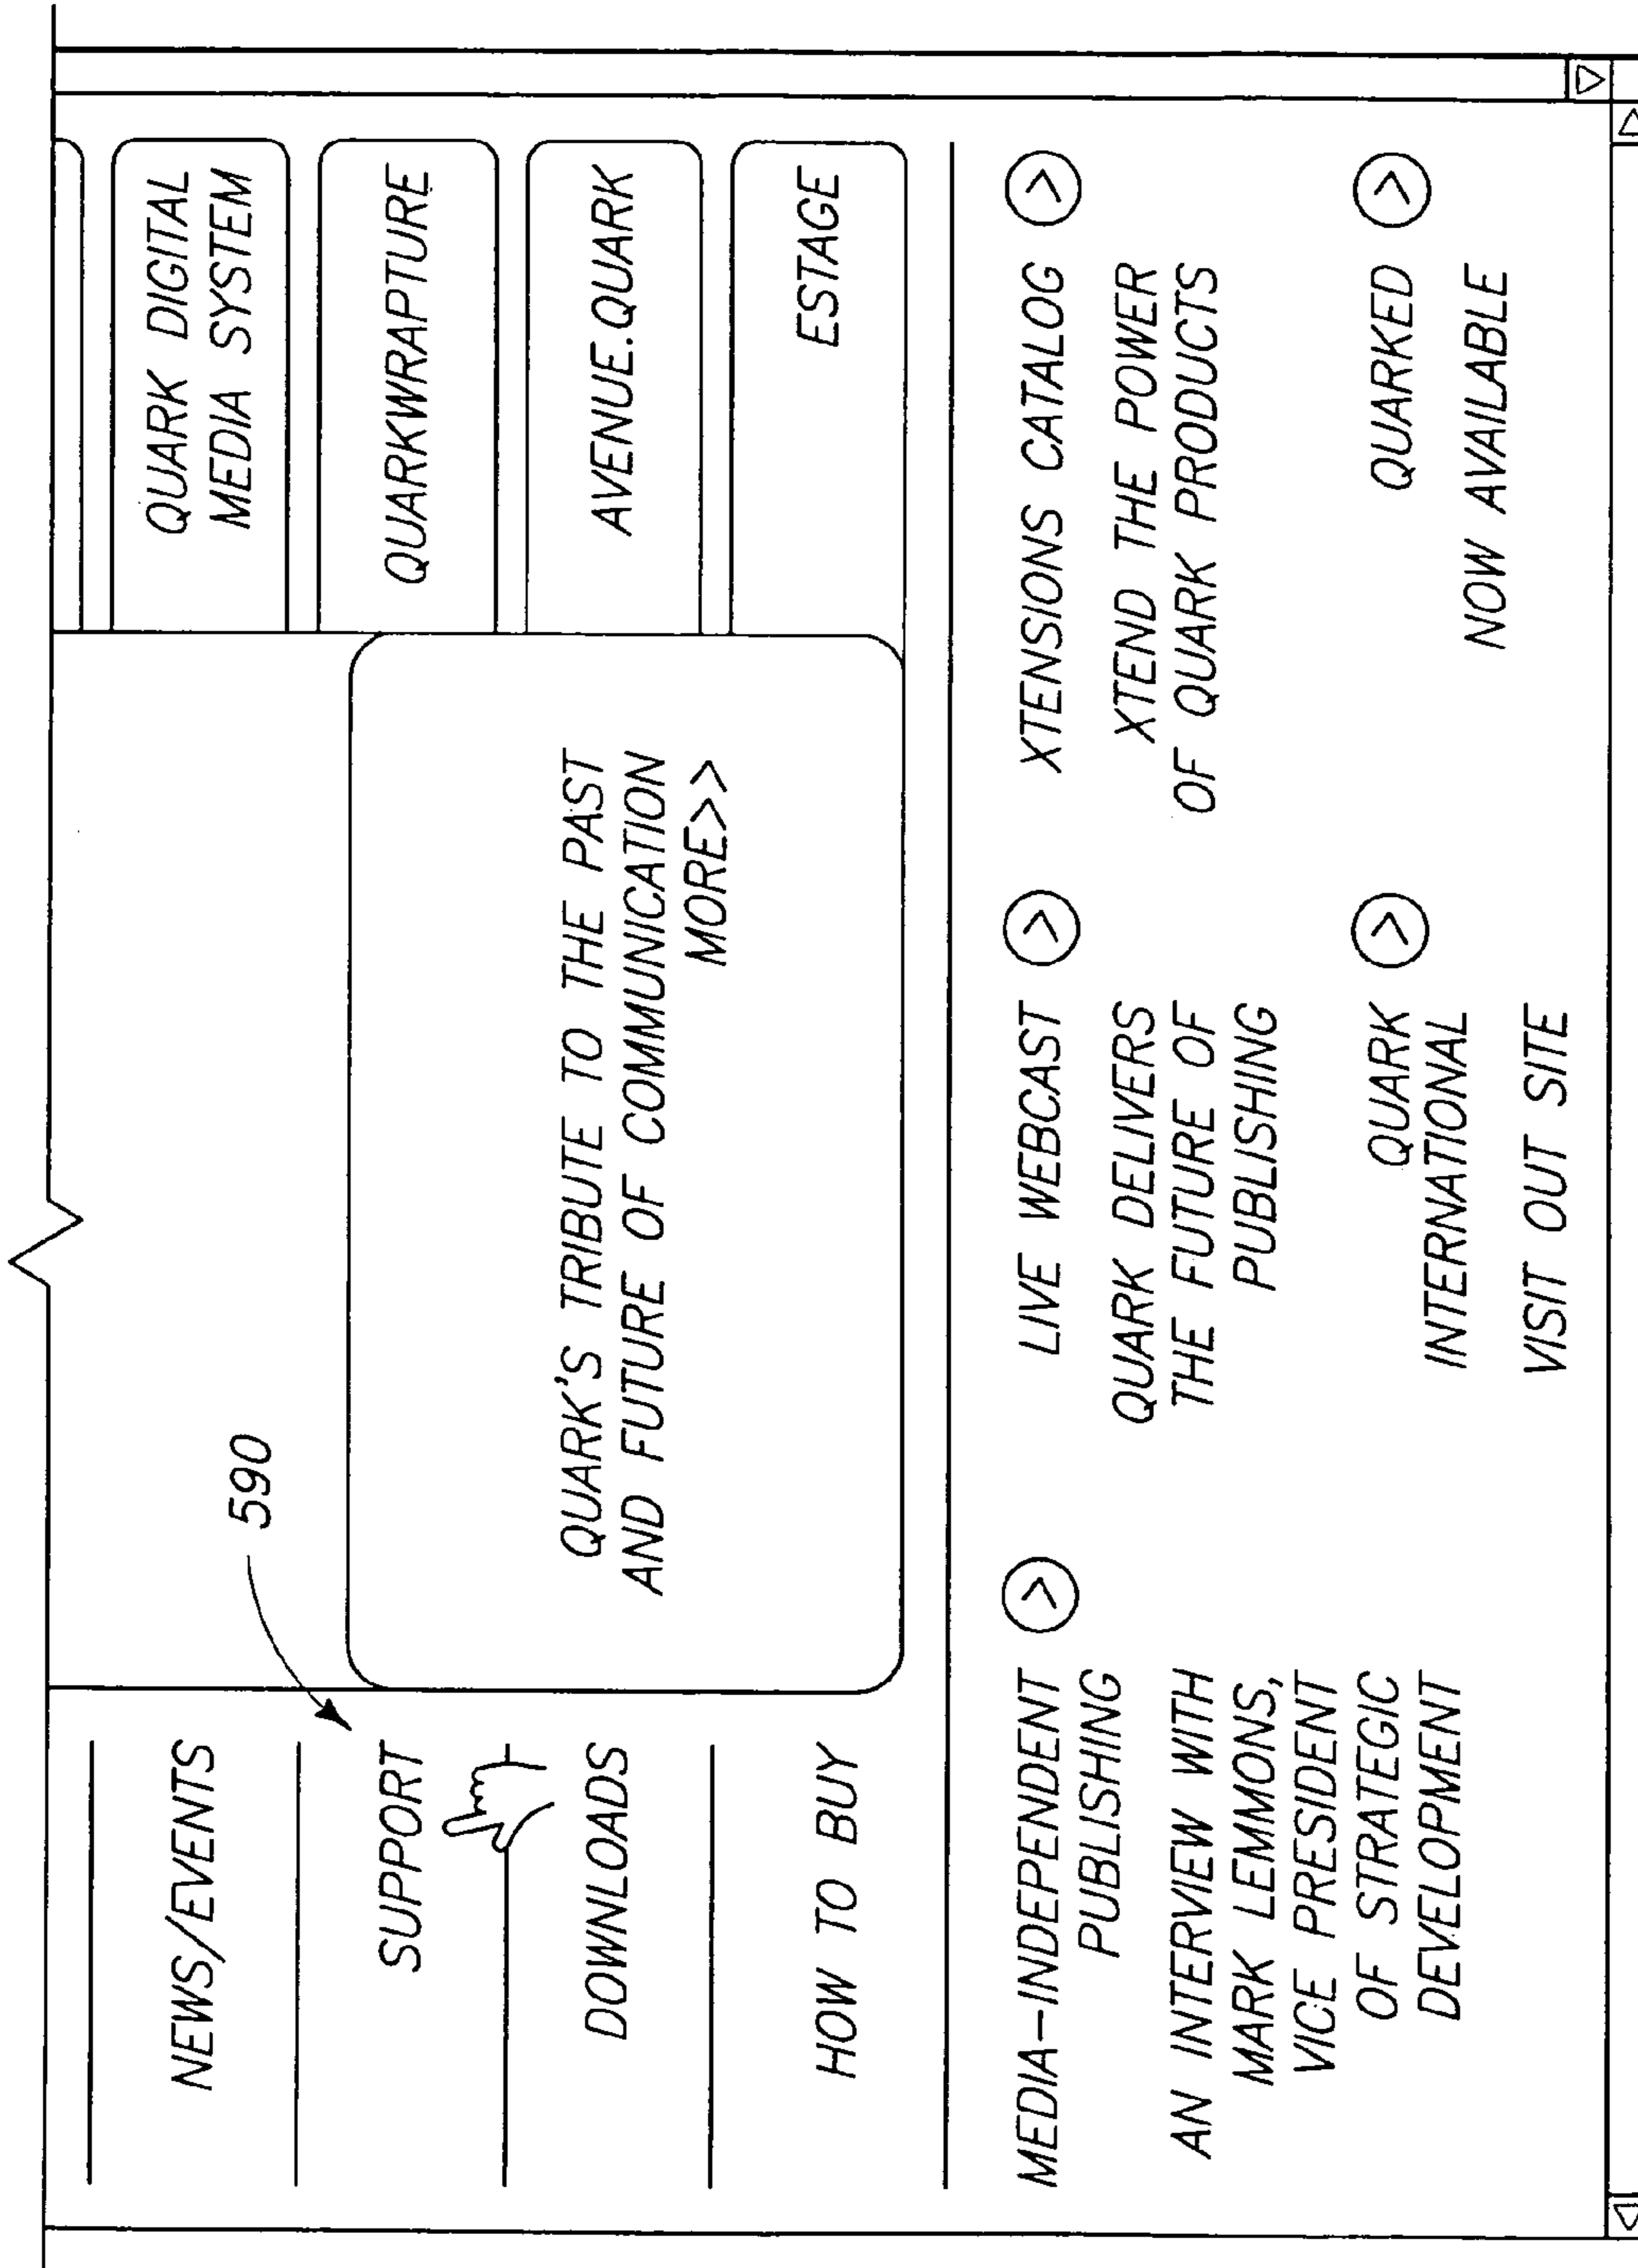 NEWS/EVENTS
SUPPORT
DOWNLOADS
HOW TO BUY
590
QUARK'S TRIBUTE TO THE PAST
AND FUTURE OF COMMUNICATION
MORE>>
QUARK DIGITAL
MEDIA SYSTEM
QUARKWRAPTURE
AVENUE.QUARK
ESTAGE
MEDIA-INDEPENDENT >
PUBLISHING
AN INTERVIEW WITH
MARK LEMMONS,
VICE PRESIDENT
OF STRATEGIC
DEVELOPMENT
LIVE WEBCAST >
QUARK DELIVERS
THE FUTURE OF
PUBLISHING
QUARK >
INTERNATIONAL
VISIT OUT SITE
XTENSIONS CATALOG >
XTEND THE POWER
OF QUARK PRODUCTS
QUARKED >
NOW AVAILABLE